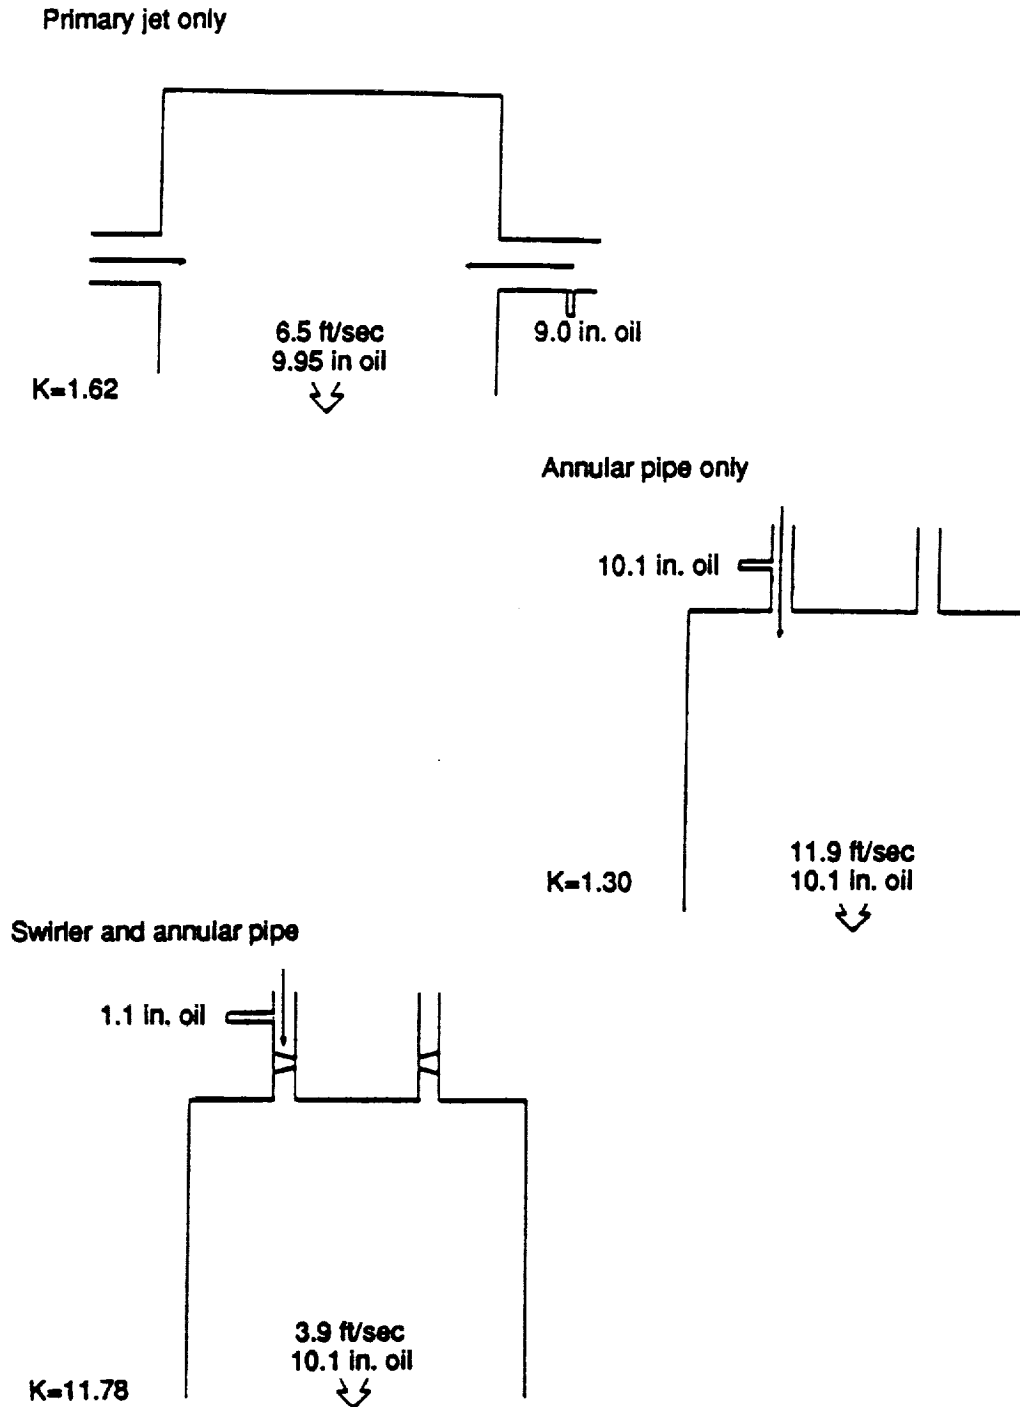 Primary jet only
6.5 ft/sec
9.95 in oil
9.0 in. oil
K=1.62
Annular pipe only
10.1 in. oil
11.9 ft/sec
10.1 in. oil
K=1.30
Swirler and annular pipe
1.1 in. oil
3.9 ft/sec
10.1 in. oil
K=11.78